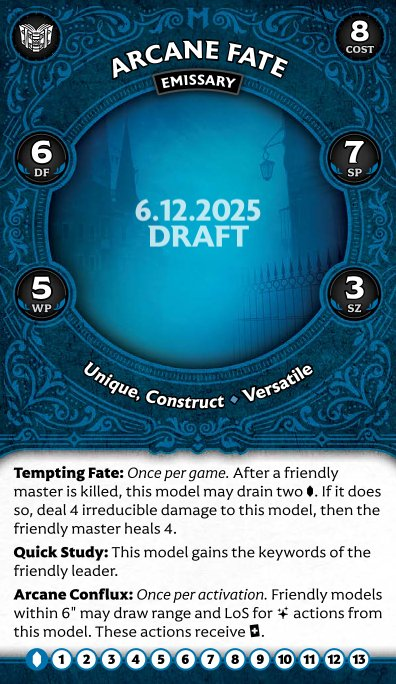 ARCANE FATE
EMISSARY
8
COST
6
DF
7
SP
6.12.2025
DRAFT
5
WP
3
SZ
Unique, Construct ⬧ Versatile
Tempting Fate: Once per game. After a friendly
master is killed, this model may drain two ⬧. If it does
so, deal 4 irreducible damage to this model, then the
friendly master heals 4.
Quick Study: This model gains the keywords of the
friendly leader.
Arcane Conflux: Once per activation. Friendly models
within 6" may draw range and LoS for actions from
this model. These actions receive .
1 2 3 4 5 6 7 8 9 10 11 12 13